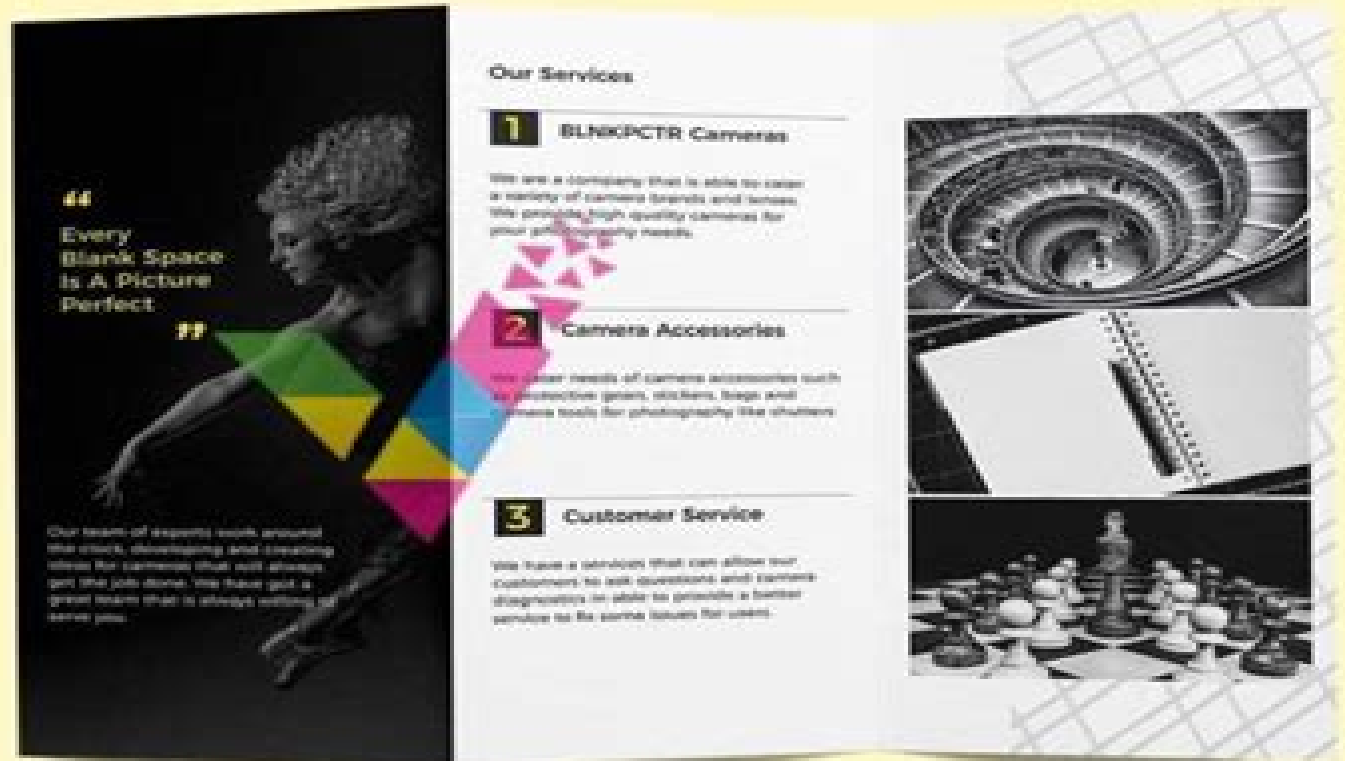 “
Every
Blank Space
Is A Picture
Perfect
”
Our team of experts work around
the clock, developing and creating
ideas for cameras that will always
get the job done. We have got a
great team that is always willing to
serve you.
Our Services
1 BLNKPCTR Cameras
We are a company that is able to cater
a variety of camera brands and lenses.
We provide high quality cameras for
your photography needs.
2 Camera Accessories
We cater needs of camera accessories such
as protective gears, stickers, bags and
camera tools for photography like shutters
3 Customer Service
We have a services that can allow our
customers to ask questions and camera
diagnostics in able to provide a better
service to fix some issues for users